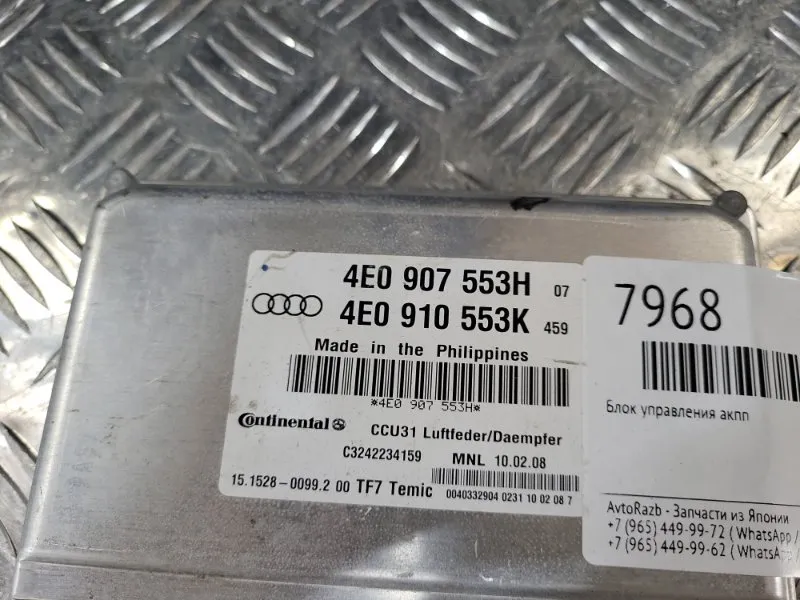 4E0 907 553H 07
4E0 910 553K 459
Made in the Philippines
*4E0 907 553H*
Continental
CCU31 Luftfeder/Daempfer
C3242234159 MNL 10.02.08
15.1528-0099.2 00 TF7 Temic
0040332904 0231 10 02 08 7
7968
Блок управления акпп
AvtoRazb - Запчасти из Японии
+7 (965) 449-99-72 ( WhatsApp /
+7 (965) 449-99-62 ( WhatsApp /